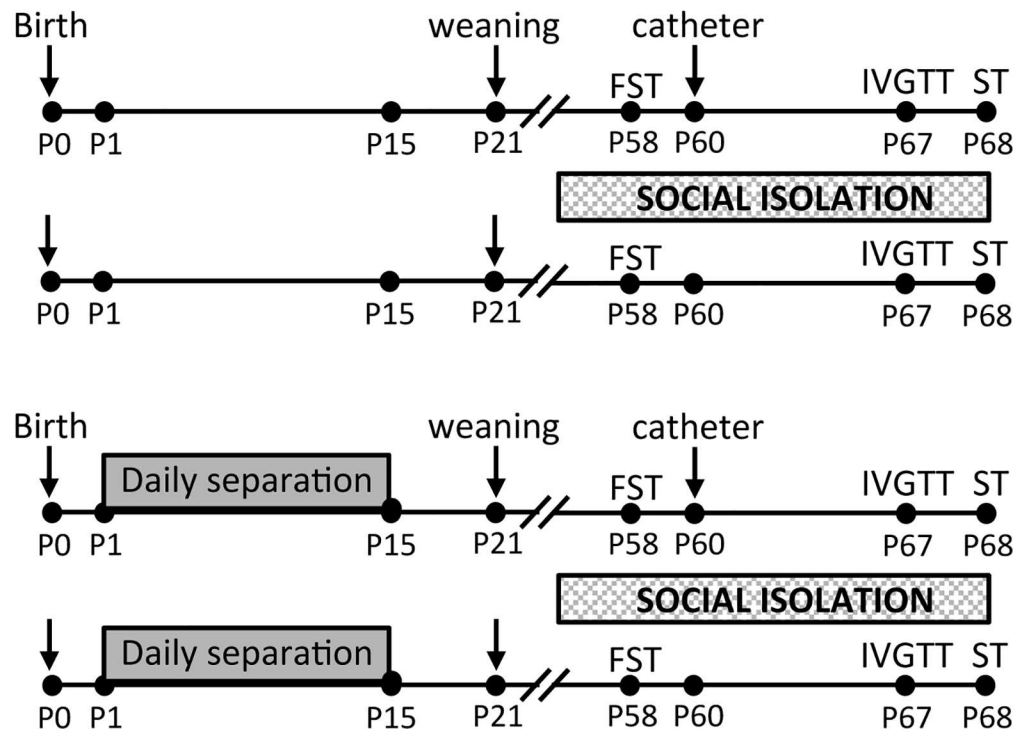 Birth weaning catheter
FST IVGTT ST
P0 P1 P15 P21 P58 P60 P67 P68
SOCIAL ISOLATION
FST IVGTT ST
P0 P1 P15 P21 P58 P60 P67 P68
Birth weaning catheter
Daily separation FST IVGTT ST
P0 P1 P15 P21 P58 P60 P67 P68
SOCIAL ISOLATION
Daily separation FST IVGTT ST
P0 P1 P15 P21 P58 P60 P67 P68